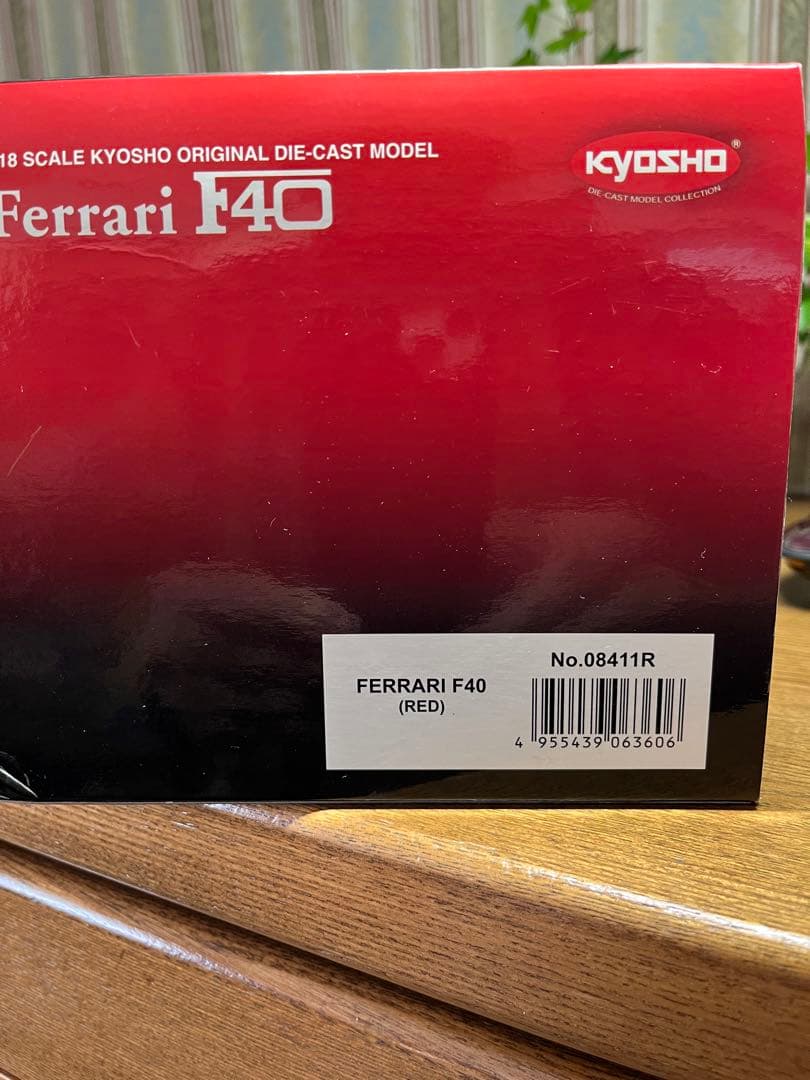 18 SCALE KYOSHO ORIGINAL DIE-CAST MODEL
Ferrari F40
KYOSHO®
DIE-CAST MODEL COLLECTION
No.08411R
FERRARI F40
(RED)
4 955439 063606